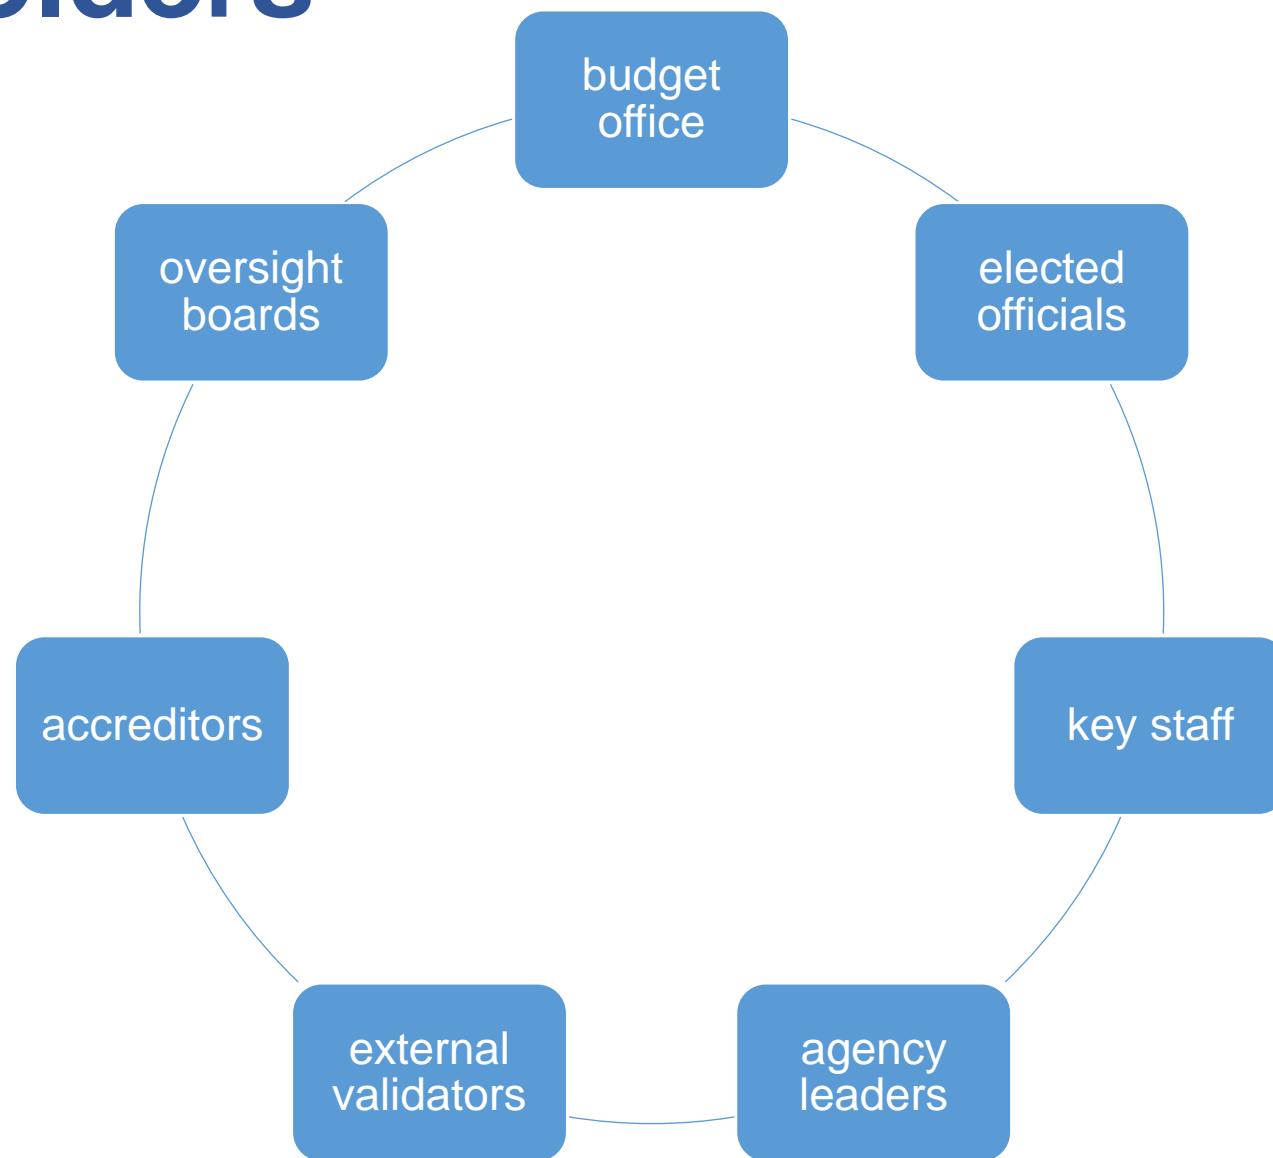 budget
office
elected
officials
key staff
agency
leaders
external
validators
accreditors
oversight
boards